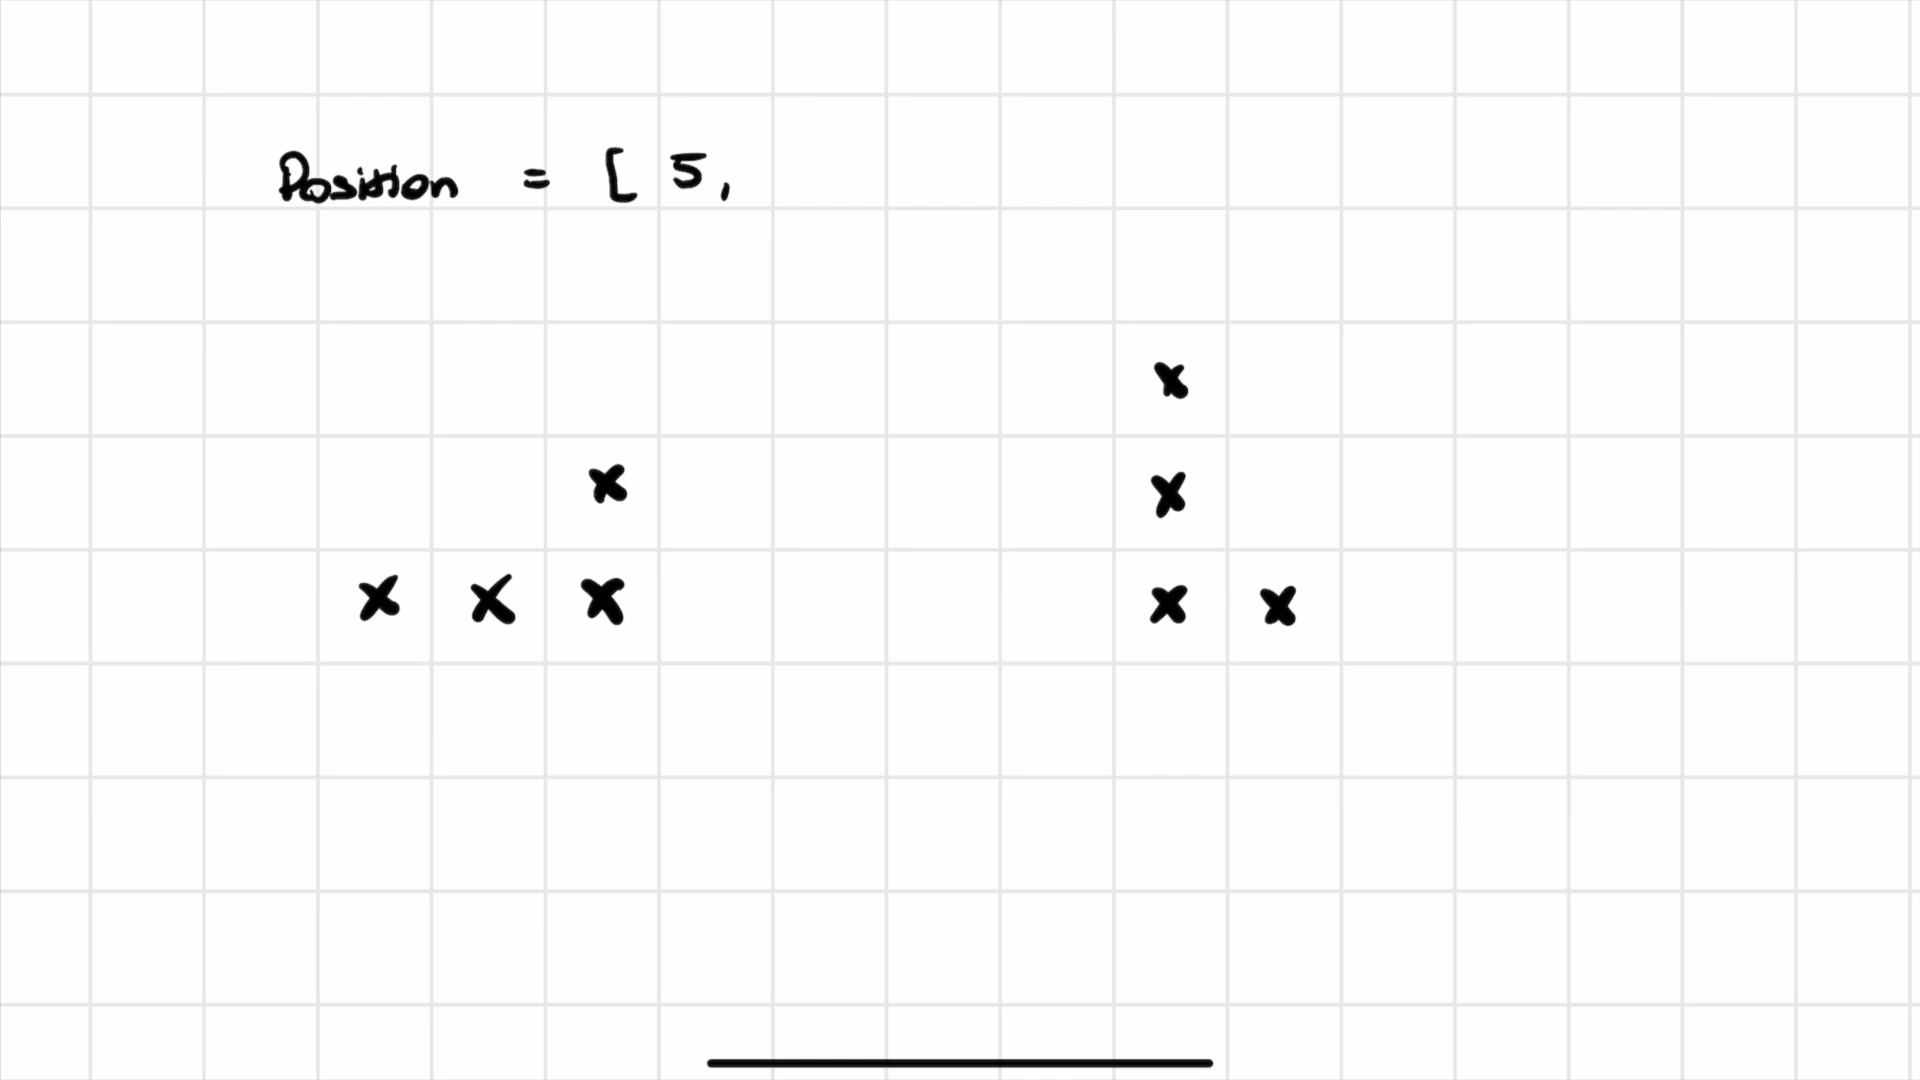 Position = [ 5,
x
x x
x x x x x